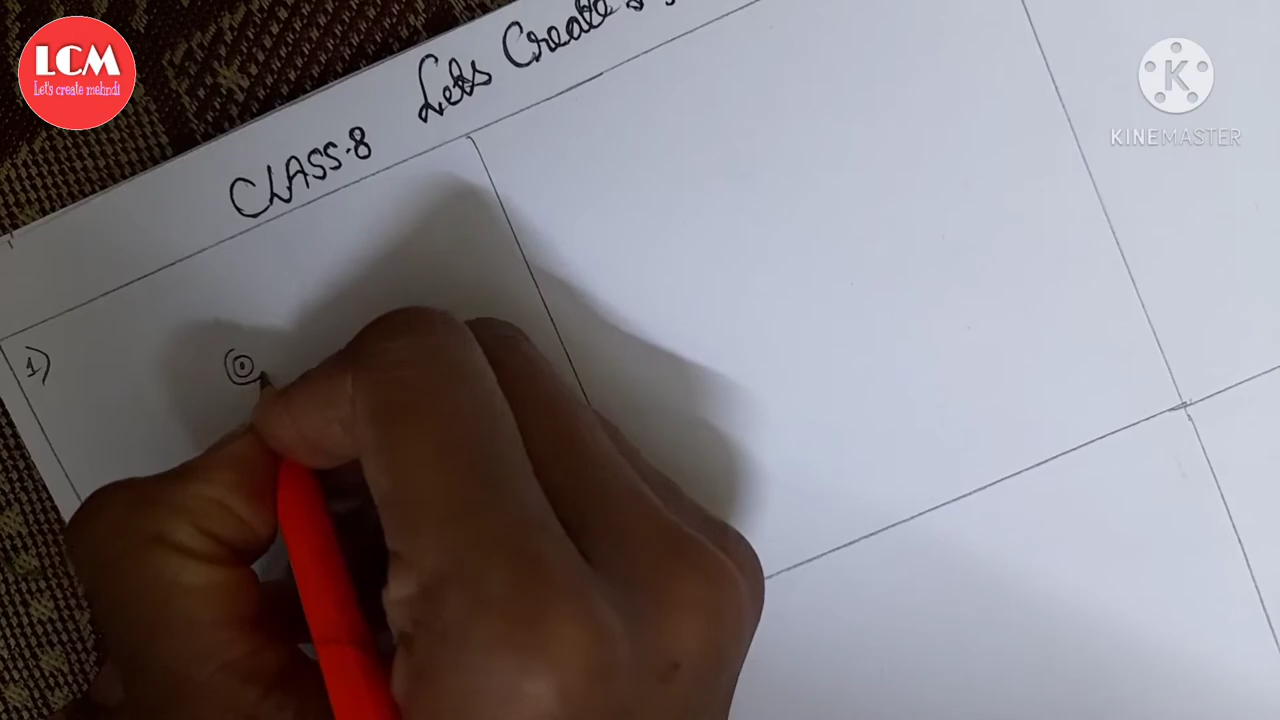 LCM
Let's create mehndi
KINEMASTER
CLASS-8 Lets Create
1)